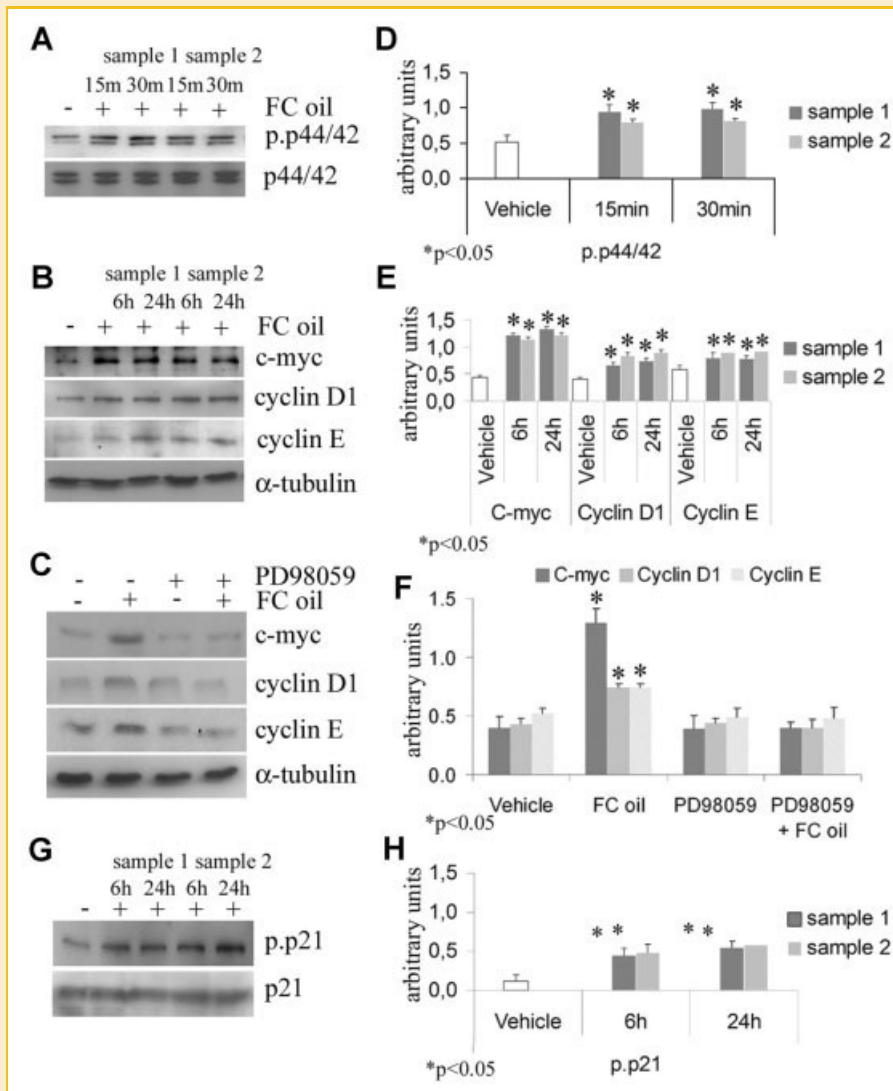 A
sample 1 sample 2
15m 30m 15m 30m
- + + + + FC oil
p.p44/42
p44/42
D
arbitrary units
1,5
1,0
0,5
0,0
* * * *
sample 1
sample 2
Vehicle 15min 30min
*p<0.05 p.p44/42
B
sample 1 sample 2
6h 24h 6h 24h
- + + + + FC oil
c-myc
cyclin D1
cyclin E
α-tubulin
E
arbitrary units
1,5
1,0
0,5
0,0
* * * * * * * * * * * *
sample 1
sample 2
Vehicle 6h 24h Vehicle 6h 24h Vehicle 6h 24h
C-myc Cyclin D1 Cyclin E
*p<0.05
C
- - + + PD98059
- + - + FC oil
c-myc
cyclin D1
cyclin E
α-tubulin
F
C-myc Cyclin D1 Cyclin E
arbitrary units
1.5
1.0
0.5
0.0
* * *
Vehicle FC oil PD98059 PD98059
+ FC oil
*p<0.05
G
sample 1 sample 2
6h 24h 6h 24h
- + + + +
p.p21
p21
H
arbitrary units
1,5
1,0
0,5
0,0
* * * *
sample 1
sample 2
Vehicle 6h 24h
*p<0.05 p.p21